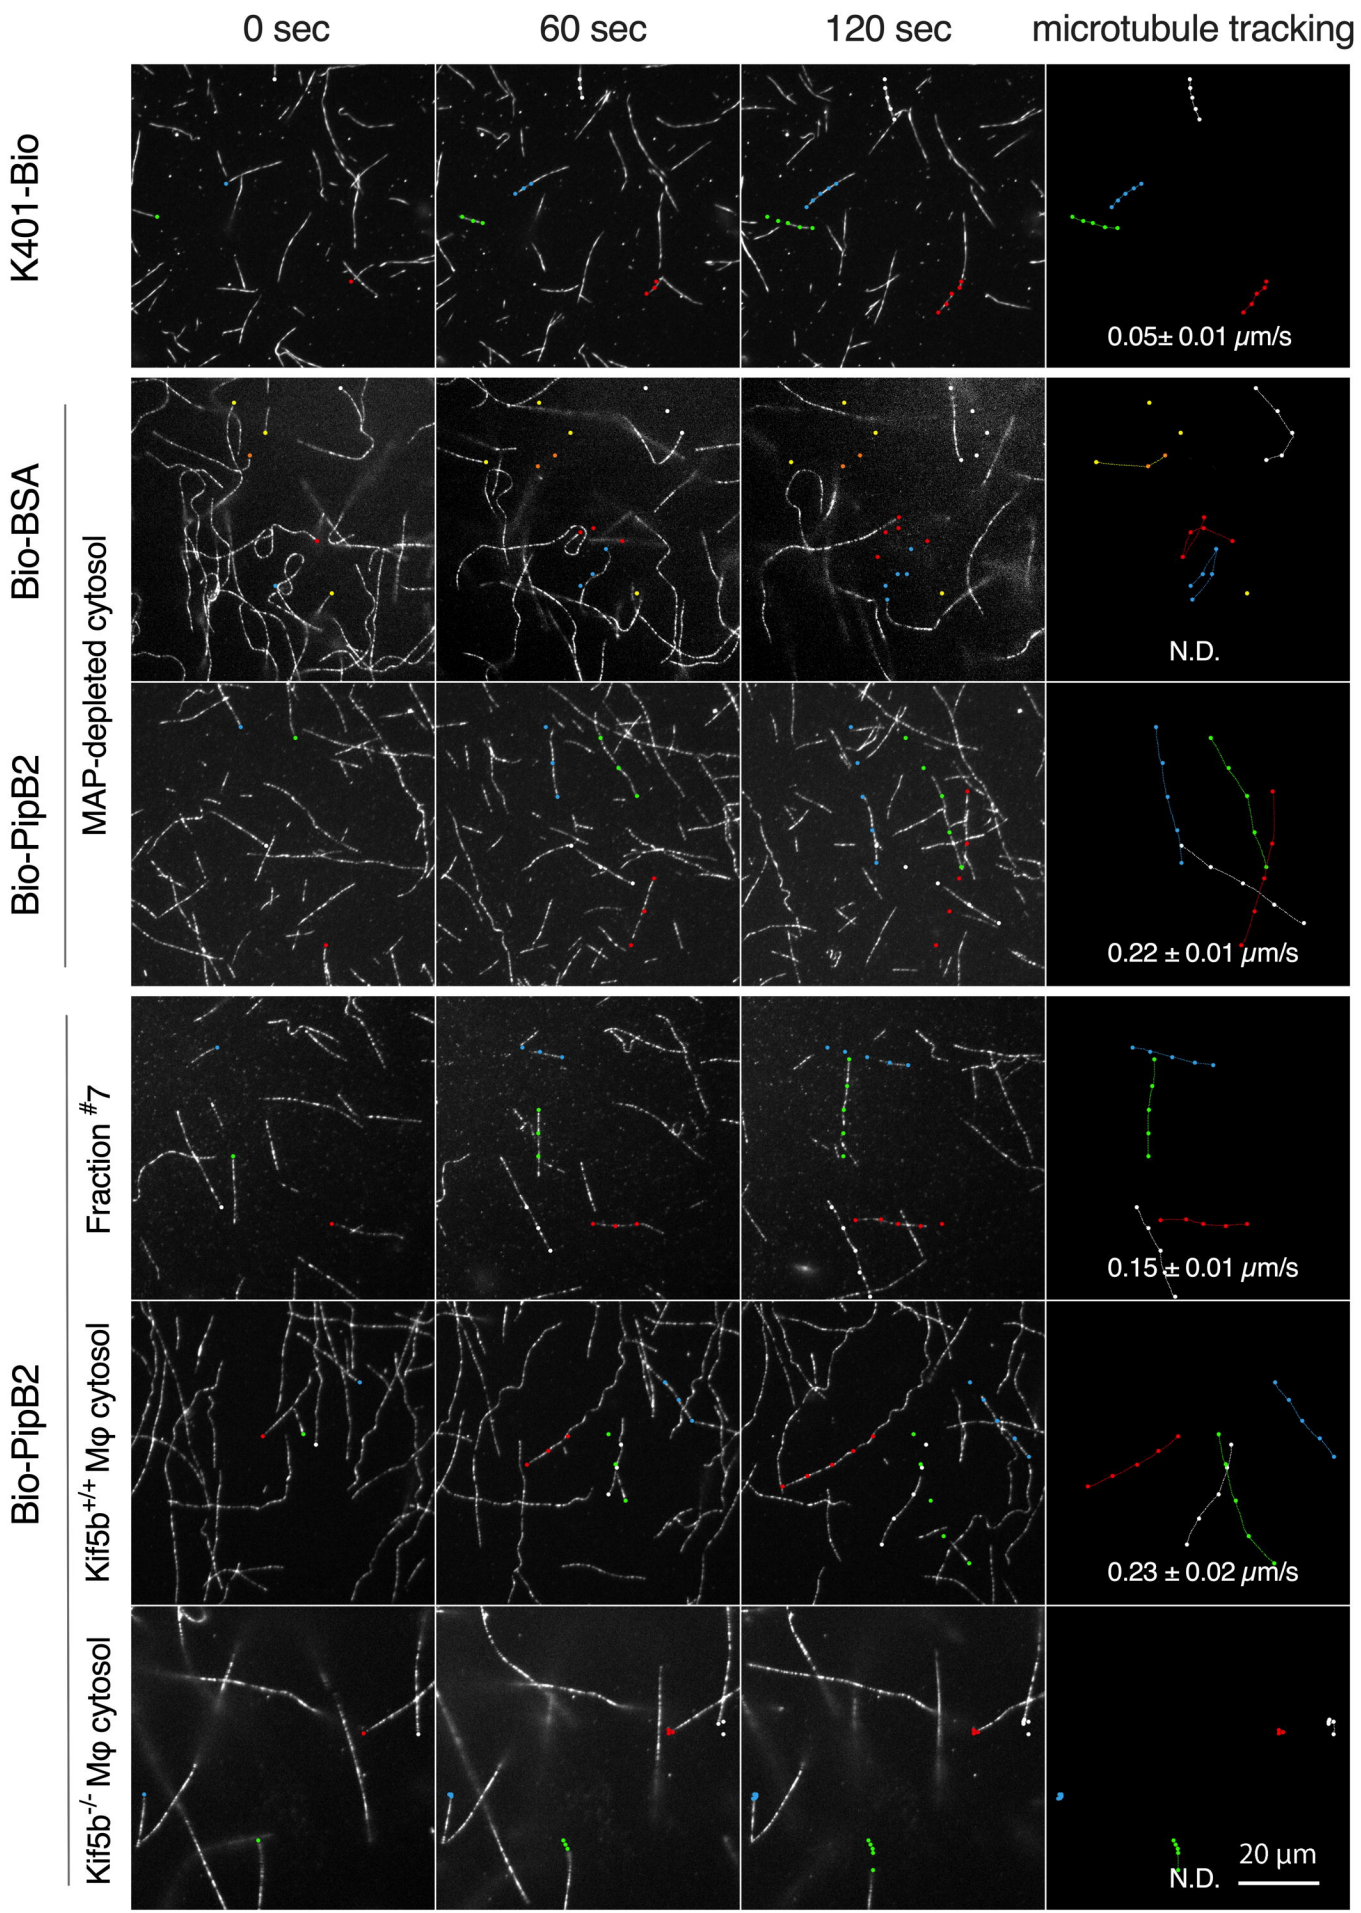 0 sec 60 sec 120 sec microtubule tracking
K401-Bio
0.05± 0.01 µm/s
MAP-depleted cytosol
Bio-BSA
N.D.
Bio-PipB2
0.22 ± 0.01 µm/s
Bio-PipB2
Fraction #7
0.15 ± 0.01 µm/s
Kif5b+/+ Mφ cytosol
0.23 ± 0.02 µm/s
Kif5b-/- Mφ cytosol
20 µm
N.D.